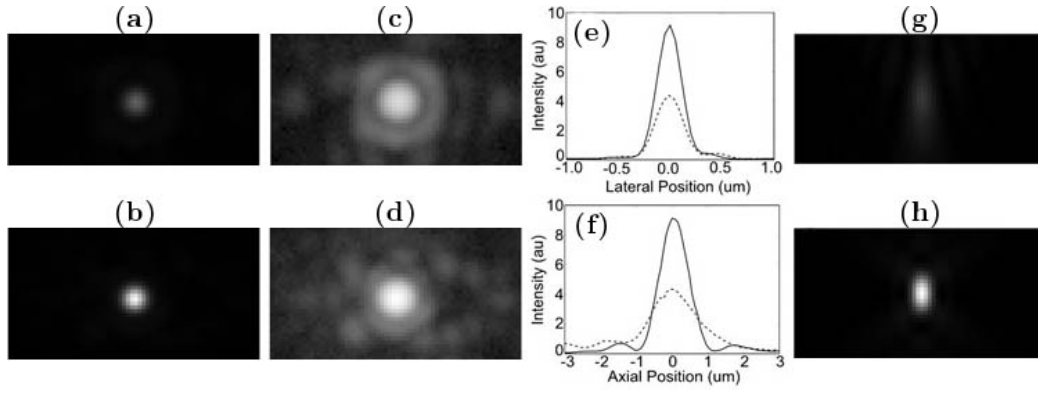 (a)
(c)
(e)
(g)
10
8
6
4
2
0
Intensity (au)
-1.0 -0.5 0.0 0.5 1.0
Lateral Position (um)
(b)
(d)
(f)
(h)
10
8
6
4
2
0
Intensity (au)
-3 -2 -1 0 1 2 3
Axial Position (um)